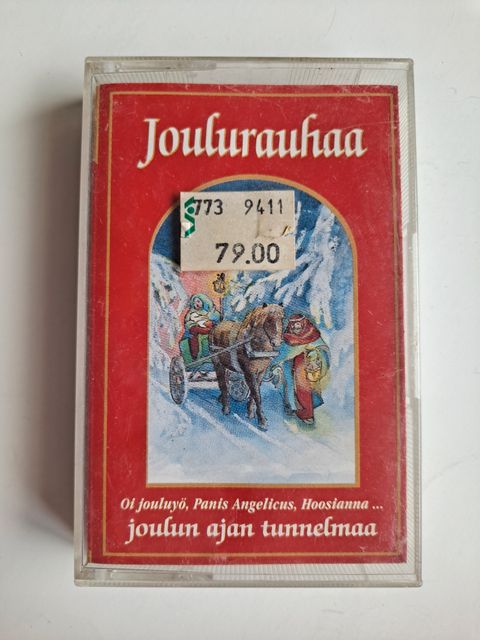 Joulurauhaa
773 9411
79.00
Oi jouluyö, Panis Angelicus, Hoosianna ...
joulun ajan tunnelmaa